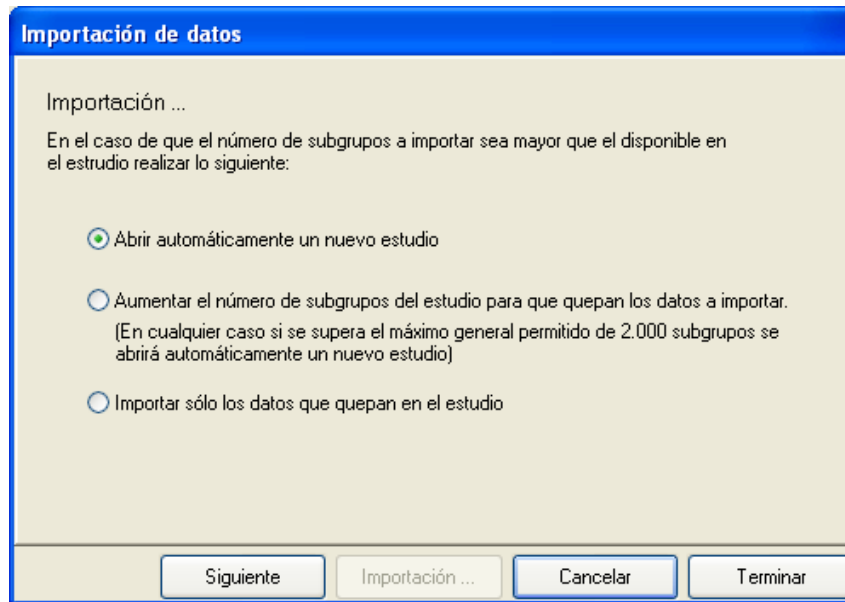 Importación de datos
Importación ...
En el caso de que el número de subgrupos a importar sea mayor que el disponible en
el estrudio realizar lo siguiente:
Abrir automáticamente un nuevo estudio
Aumentar el número de subgrupos del estudio para que quepan los datos a importar.
(En cualquier caso si se supera el máximo general permitido de 2.000 subgrupos se
abrirá automáticamente un nuevo estudio)
Importar sólo los datos que quepan en el estudio
Siguiente
Importación ...
Cancelar
Terminar